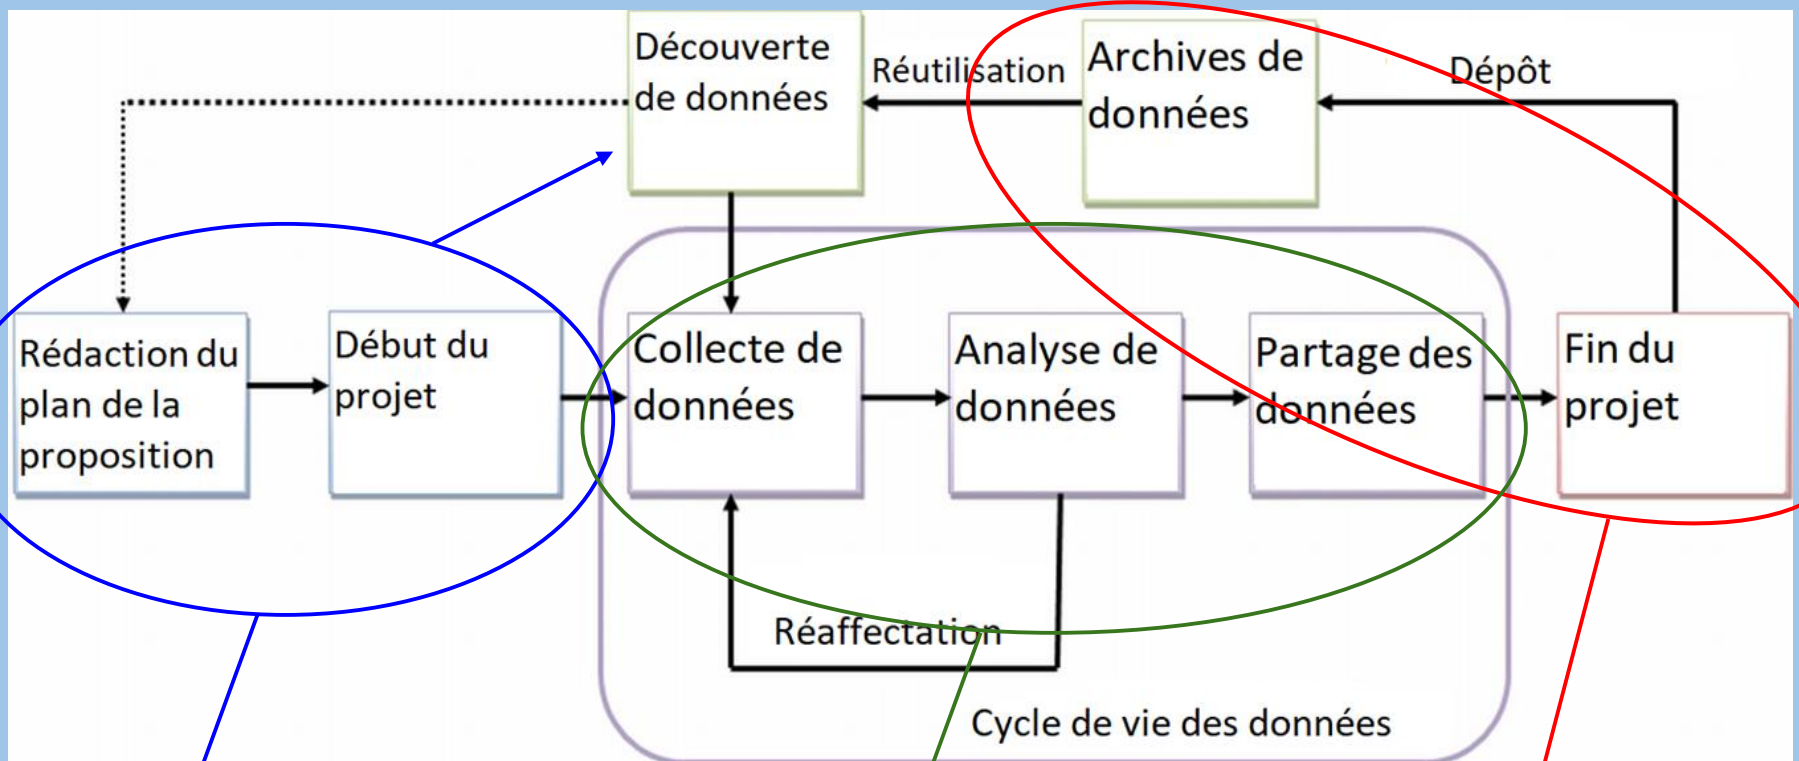 Découverte
de données
Réutilisation
Archives de
données
Dépôt
Rédaction du
plan de la
proposition
Début du
projet
Collecte de
données
Analyse de
données
Partage des
données
Fin du
projet
Réaffectation
Cycle de vie des données